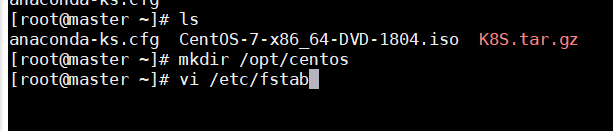 anaconda-ks.cfg
[root@master ~]# ls
anaconda-ks.cfg  CentOS-7-x86_64-DVD-1804.iso  K8S.tar.gz
[root@master ~]# mkdir /opt/centos
[root@master ~]# vi /etc/fstab